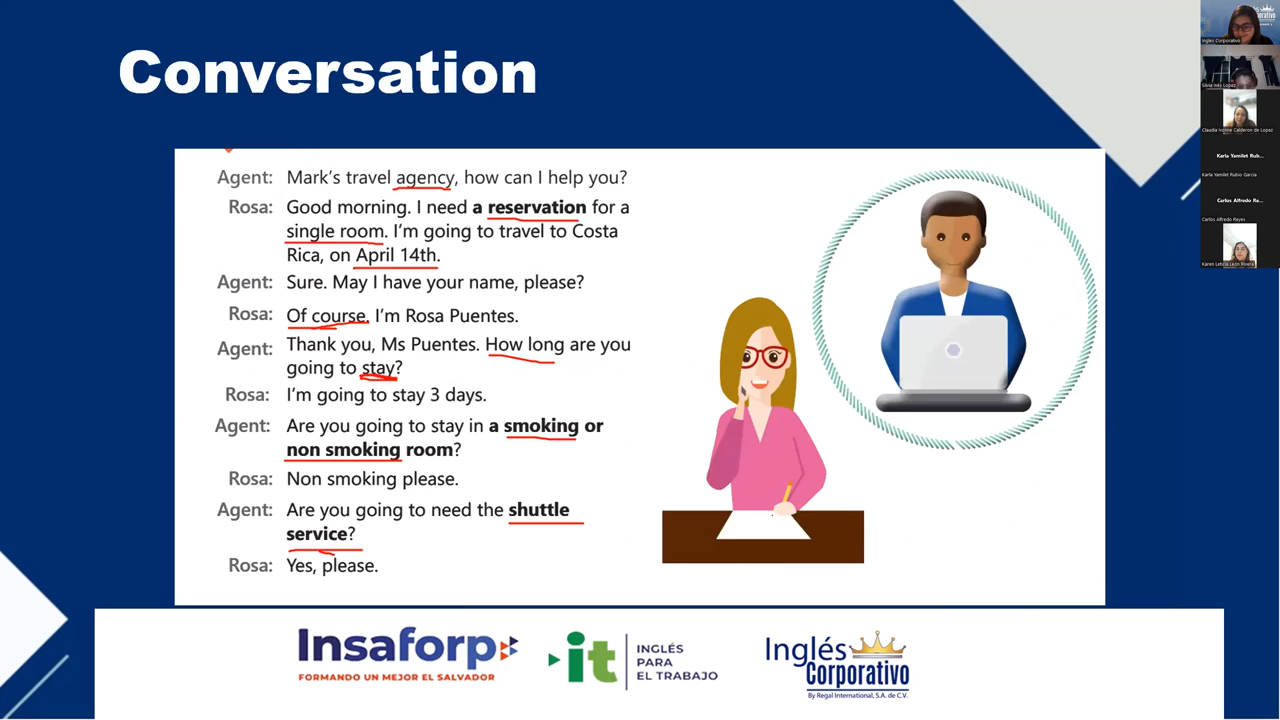 Conversation
Agent: Mark's travel agency, how can I help you?
Rosa: Good morning. I need a reservation for a
single room. I'm going to travel to Costa
Rica, on April 14th.
Agent: Sure. May I have your name, please?
Rosa: Of course. I'm Rosa Puentes.
Agent: Thank you, Ms Puentes. How long are you
going to stay?
Rosa: I'm going to stay 3 days.
Agent: Are you going to stay in a smoking or
non smoking room?
Rosa: Non smoking please.
Agent: Are you going to need the shuttle
service?
Rosa: Yes, please.
Insaforp
FORMANDO UN MEJOR EL SALVADOR
it
INGLÉS
PARA
EL TRABAJO
Inglés
Corporativo
By Regal International, S.A. de C.V.
Inglés Corporativo
Silvia Inés Lopez
Claudia Ivonne Calderon de Lopez
Karla Yamilet Rub...
Karla Yamilet Rubio Garcia
Carlos Alfredo Re...
Carlos Alfredo Reyes
Karen Leticia León Rivera